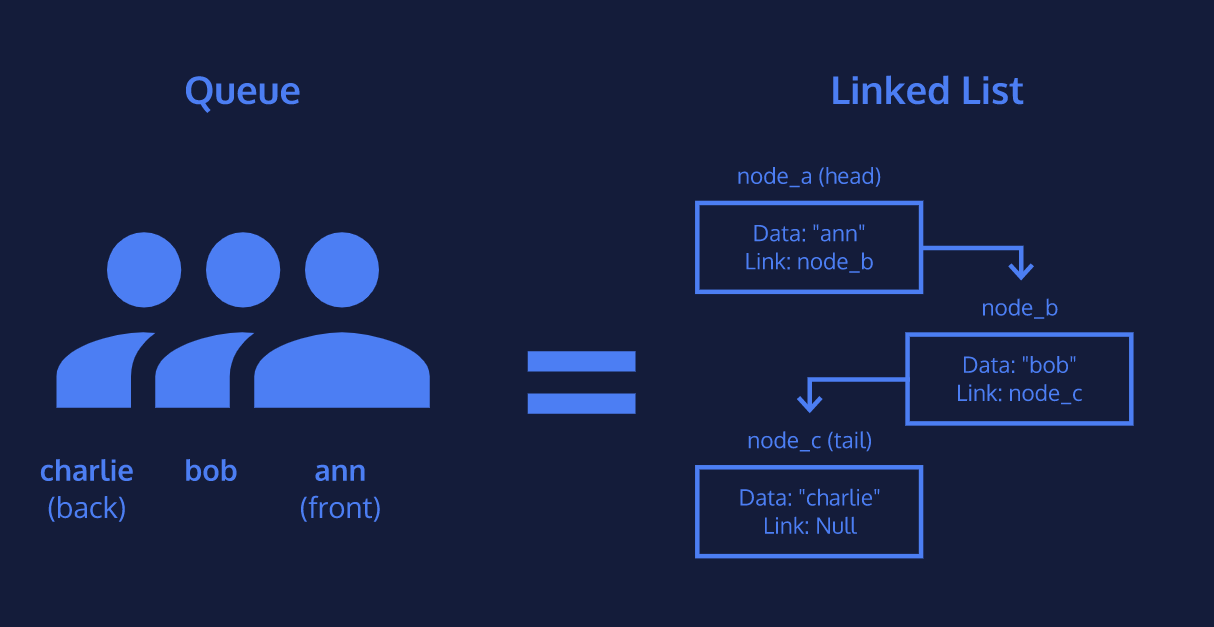 Queue
charlie
(back)
bob
ann
(front)
Linked List
node_a (head)
Data: "ann"
Link: node_b
node_b
Data: "bob"
Link: node_c
node_c (tail)
Data: "charlie"
Link: Null